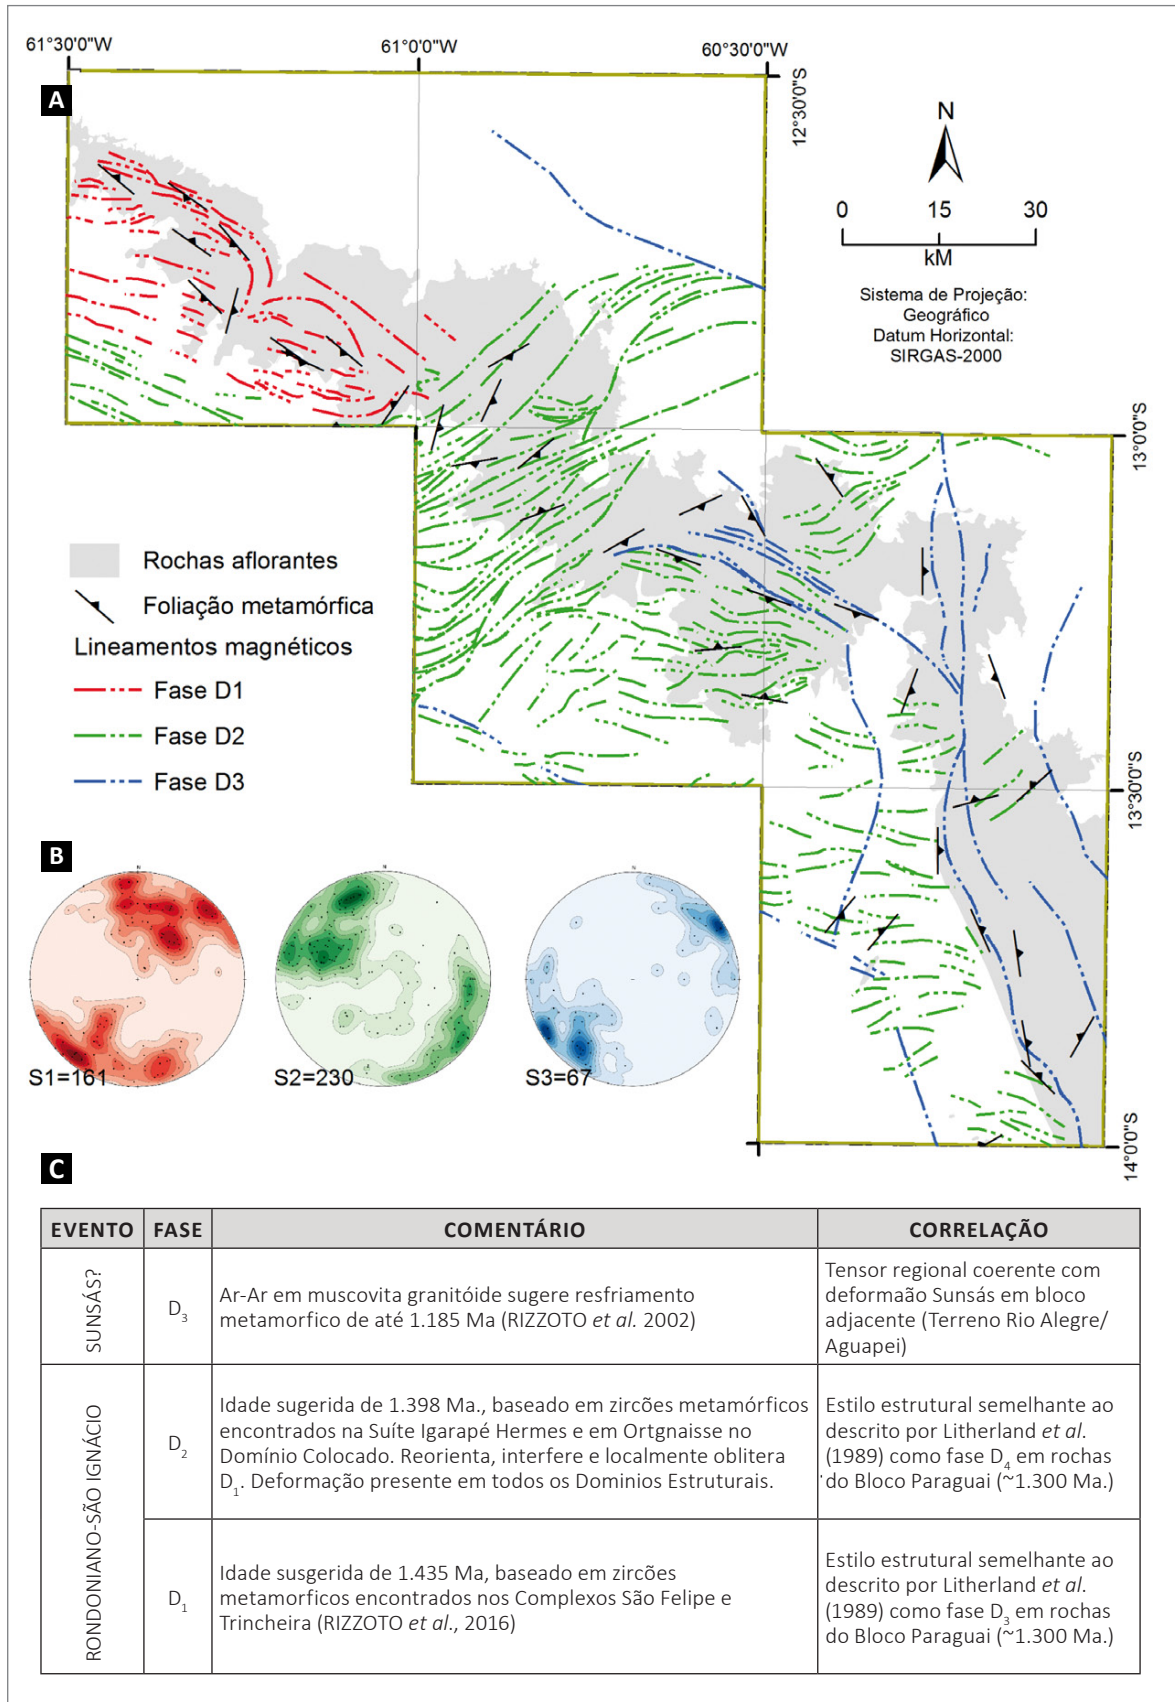 61°30'0"W
61°0'0"W
60°30'0"W
A
12°30'0"S
N
0 15 30
kM
Sistema de Projeção:
Geográfico
Datum Horizontal:
SIRGAS-2000
13°0'0"S
Rochas aflorantes
Foliação metamórfica
Lineamentos magnéticos
Fase D1
Fase D2
Fase D3
13°30'0"S
B
S1=161
S2=230
S3=67
14°0'0"S
C
EVENTO FASE COMENTÁRIO CORRELAÇÃO
SUNSÁS?
D3
Ar-Ar em muscovita granitóide sugere resfriamento
metamorfico de até 1.185 Ma (RIZZOTO et al. 2002)
Tensor regional coerente com
deformaão Sunsás em bloco
adjacente (Terreno Rio Alegre/
Aguapei)
RONDONIANO-SÃO IGNÁCIO
D2
Idade sugerida de 1.398 Ma., baseado em zircões metamórficos
encontrados na Suíte Igarapé Hermes e em Ortgnaisse no
Domínio Colocado. Reorienta, interfere e localmente oblitera
D1. Deformação presente em todos os Dominios Estruturais.
Estilo estrutural semelhante ao
descrito por Litherland et al.
(1989) como fase D4 em rochas
do Bloco Paraguai (~1.300 Ma.)
D1
Idade susgerida de 1.435 Ma, baseado em zircões
metamorficos encontrados nos Complexos São Felipe e
Trincheira (RIZZOTO et al., 2016)
Estilo estrutural semelhante ao
descrito por Litherland et al.
(1989) como fase D3 em rochas
do Bloco Paraguai (~1.300 Ma.)